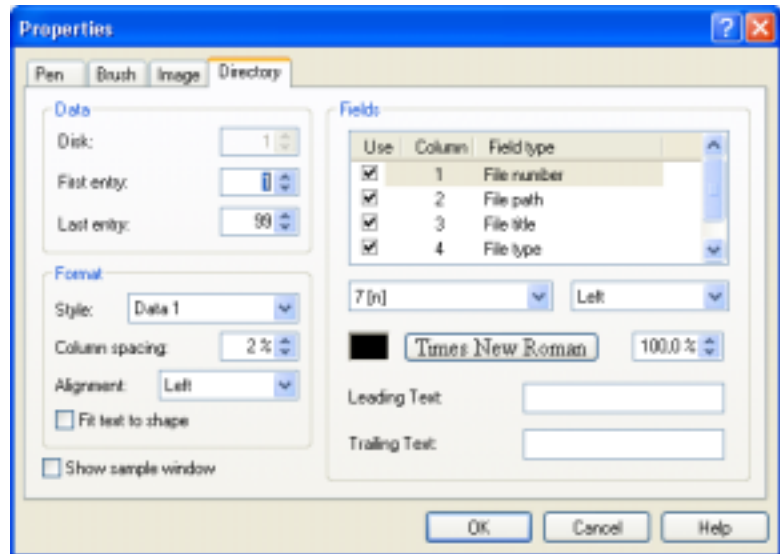 Properties
Pen Brush Image Directory
Data
Disk: 1
First entry: 1
Last entry: 99
Format
Style: Data 1
Column spacing: 2 %
Alignment: Left
Fit text to shape
Show sample window
Fields
Use Column Field type
1 File number
2 File path
3 File title
4 File type
7 [n] Left
Times New Roman 100.0 %
Leading Text:
Trailing Text:
OK Cancel Help